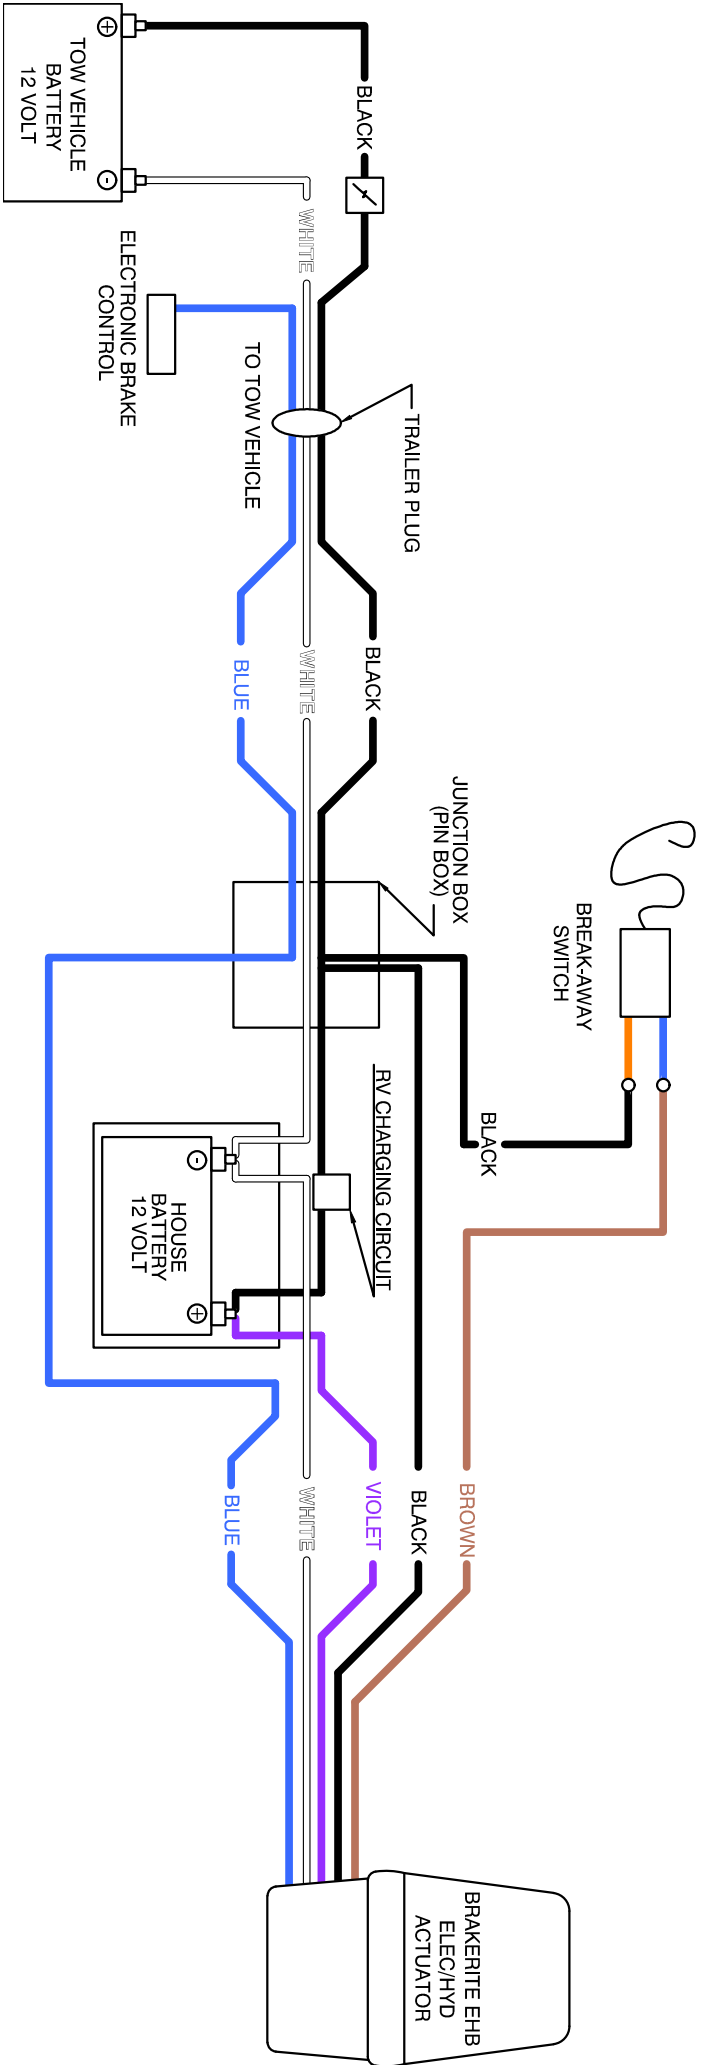 TOW VEHICLE
BATTERY
12 VOLT
+
-
BLACK
WHITE
ELECTRONIC BRAKE
CONTROL
TO TOW VEHICLE
TRAILER PLUG
BLACK
WHITE
BLUE
JUNCTION BOX
(PIN BOX)
BREAK-AWAY
SWITCH
BLACK
RV CHARGING CIRCUIT
HOUSE
BATTERY
12 VOLT
-
+
BROWN
BLACK
VIOLET
WHITE
BLUE
BRAKERITE EHB
ELEC/HYD
ACTUATOR